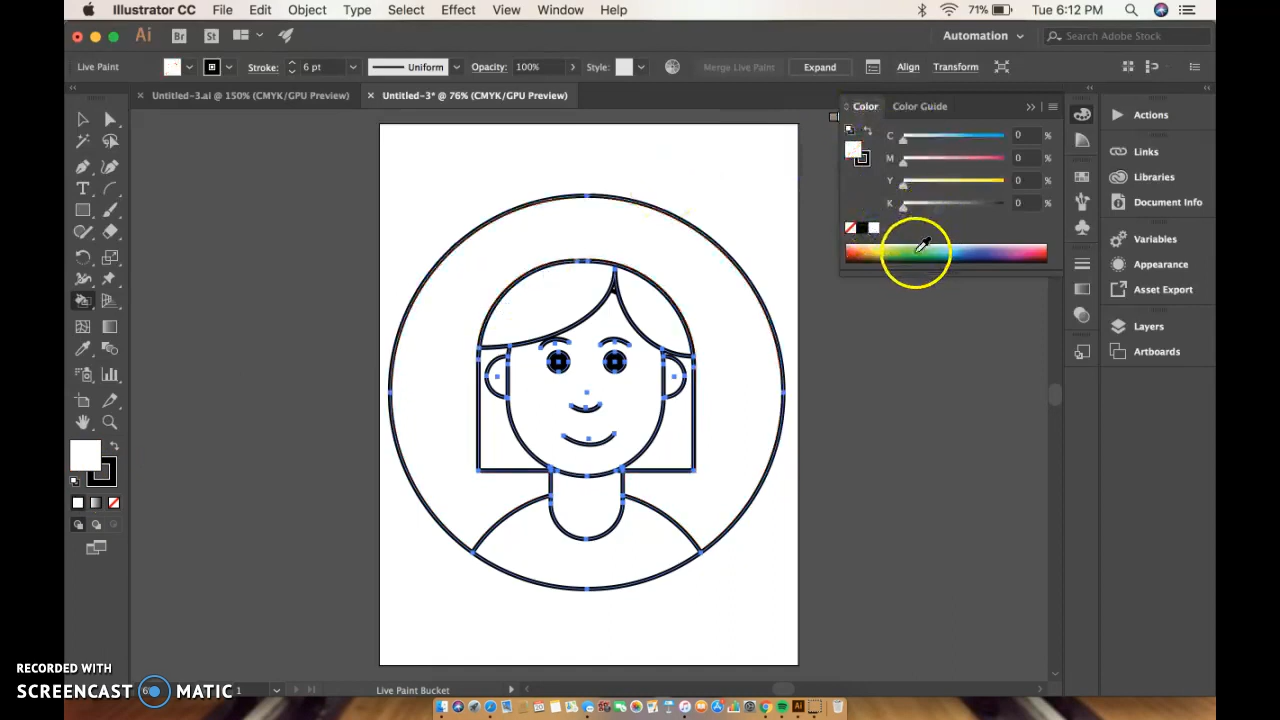 Illustrator CC File Edit Object Type Select Effect View Window Help 71% Tue 6:12 PM
Ai Br St Automation Search Adobe Stock
Live Paint Stroke: 6 pt Uniform Opacity: 100% Style: Merge Live Paint Expand Align Transform
Untitled-3.ai @ 150% (CMYK/GPU Preview) Untitled-3* @ 76% (CMYK/GPU Preview)
Color Color Guide
C 0 %
M 0 %
Y 0 %
K 0 %
Actions
Links
Libraries
Document Info
Variables
Appearance
Asset Export
Layers
Artboards
T
RECORDED WITH
SCREENCAST MATIC
1 Live Paint Bucket